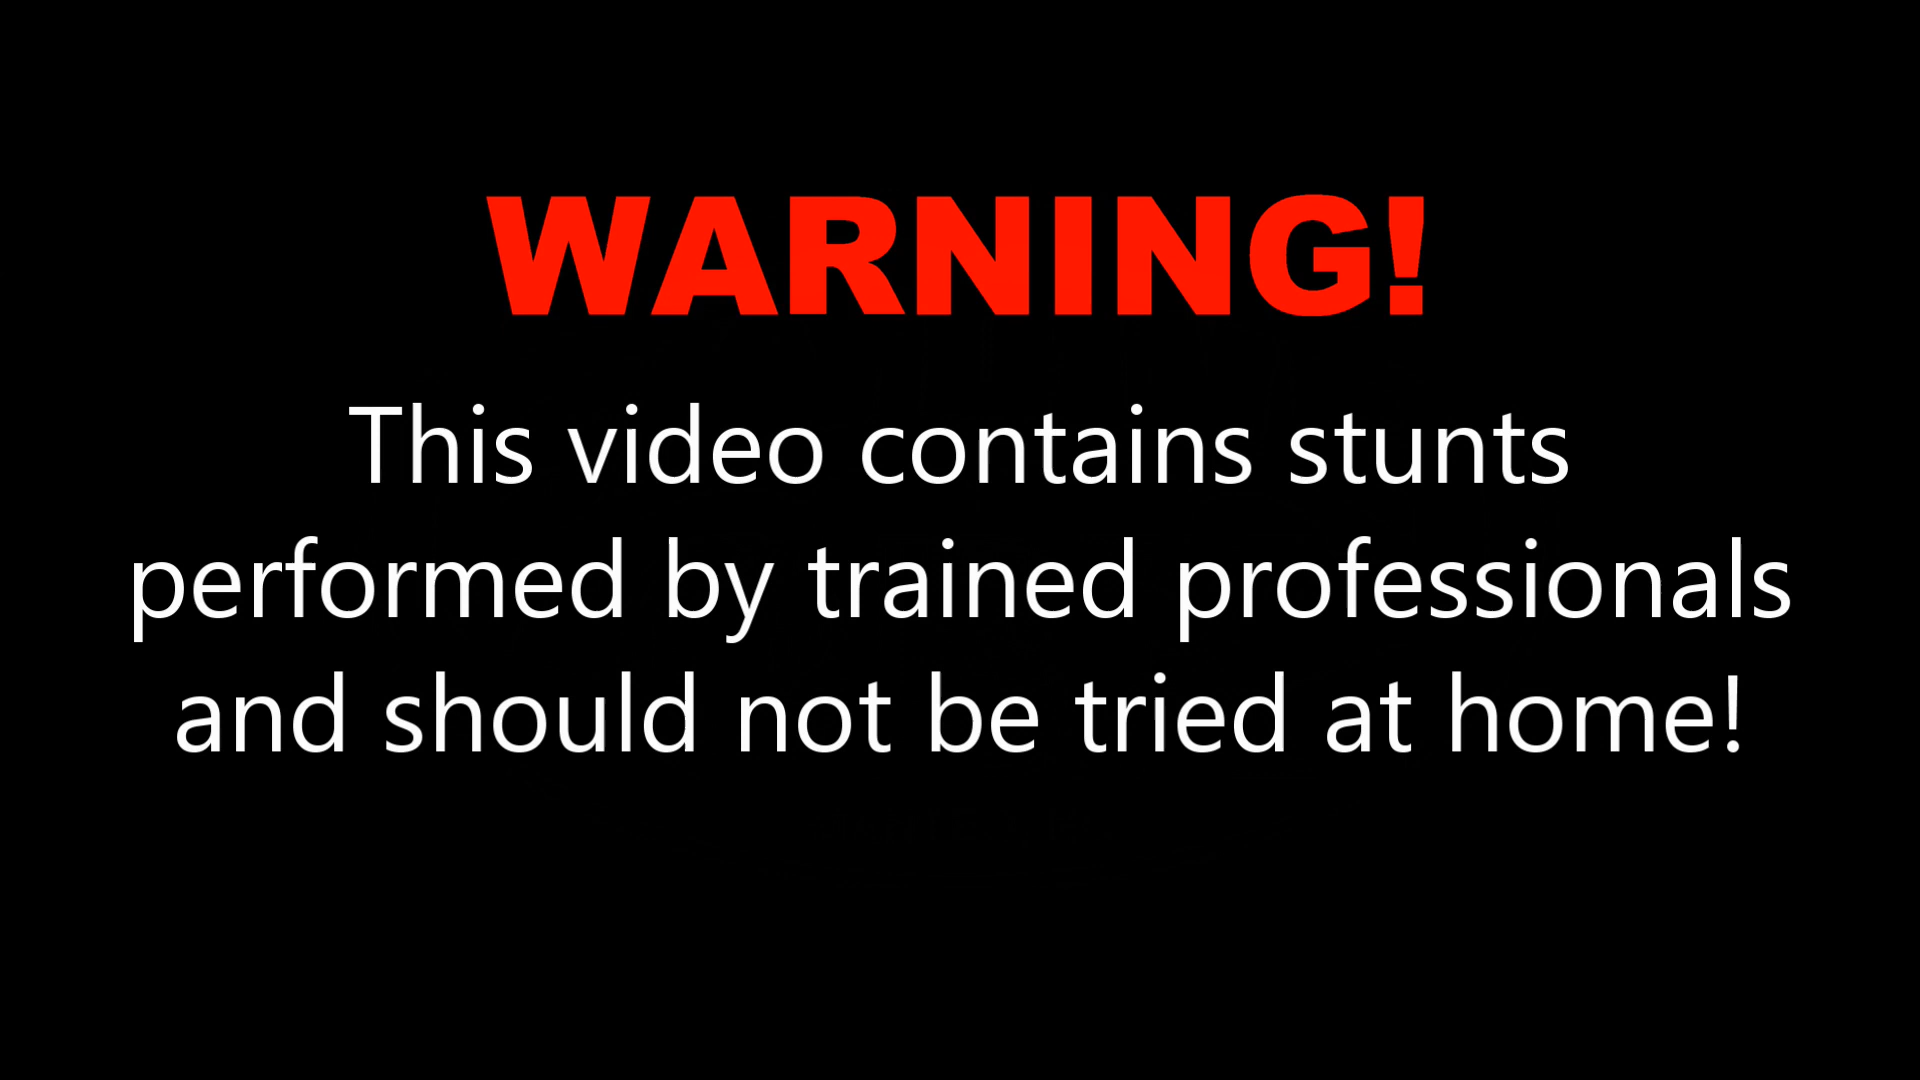 WARNING!
This video contains stunts
performed by trained professionals
and should not be tried at home!